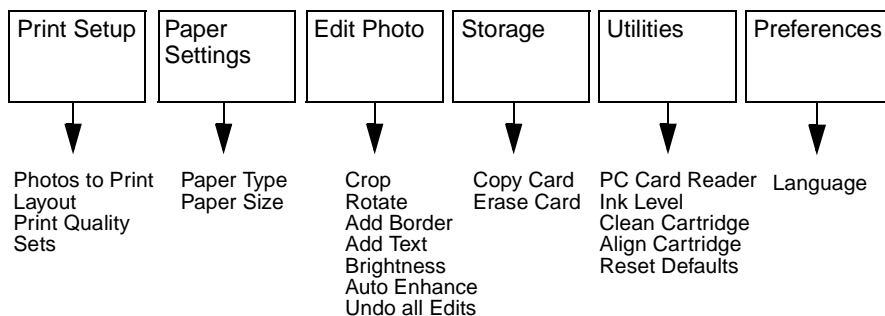 Print Setup
Paper
Settings
Edit Photo
Storage
Utilities
Preferences
Photos to Print
Layout
Print Quality
Sets
Paper Type
Paper Size
Crop
Rotate
Add Border
Add Text
Brightness
Auto Enhance
Undo all Edits
Copy Card
Erase Card
PC Card Reader
Ink Level
Clean Cartridge
Align Cartridge
Reset Defaults
Language